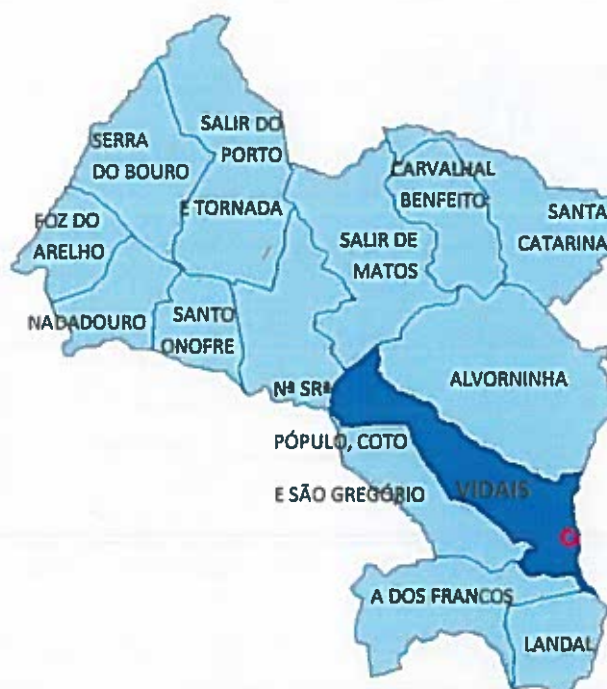 SALIR DO
PORTO
E TORNADA
SERRA
DO BOURO
CARVALHAL
BENFEITO
SANTA
CATARINA
FOZ DO
ARELHO
SALIR DE
MATOS
NADADOURO
SANTO
ONOFRE
ALVORNINHA
Nª SRª
PÓPULO, COTO
E SÃO GREGÓRIO
VIDAIS
A DOS FRANCOS
LANDAL